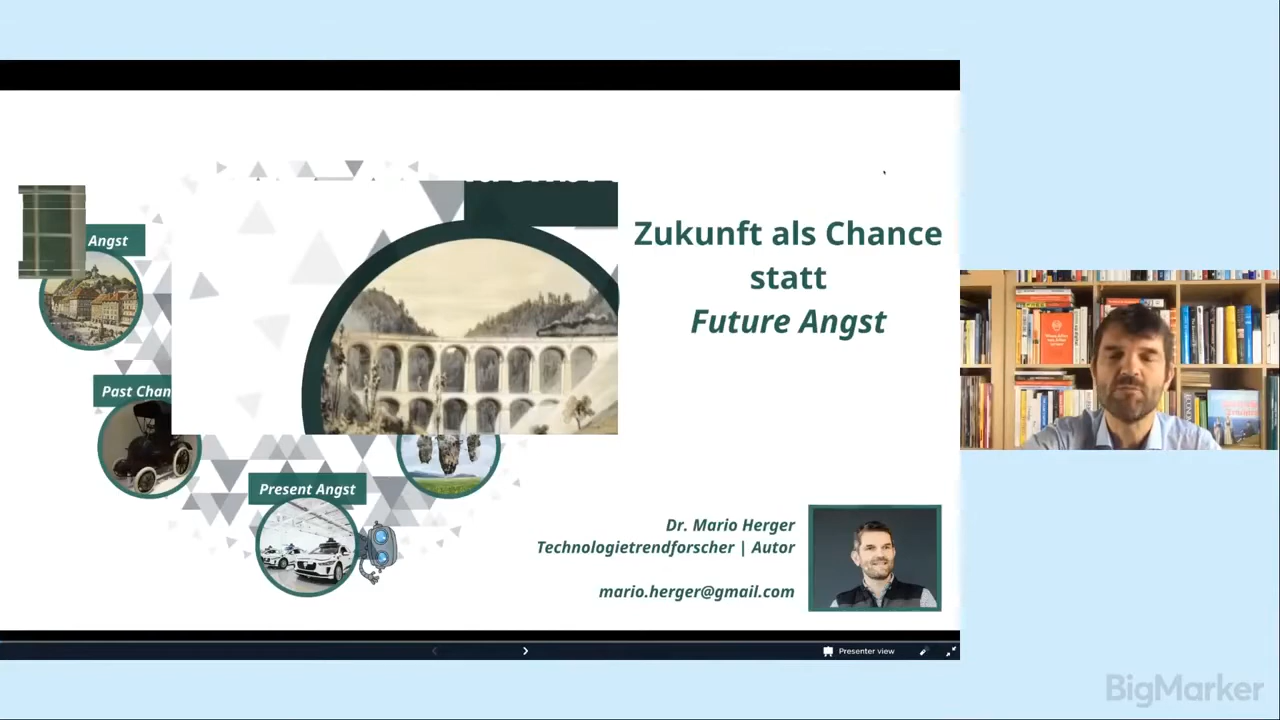 Angst
Past Chan
Present Angst
Zukunft als Chance
statt
Future Angst
Dr. Mario Herger
Technologietrendforscher | Autor
mario.herger@gmail.com
Presenter view
BigMarker